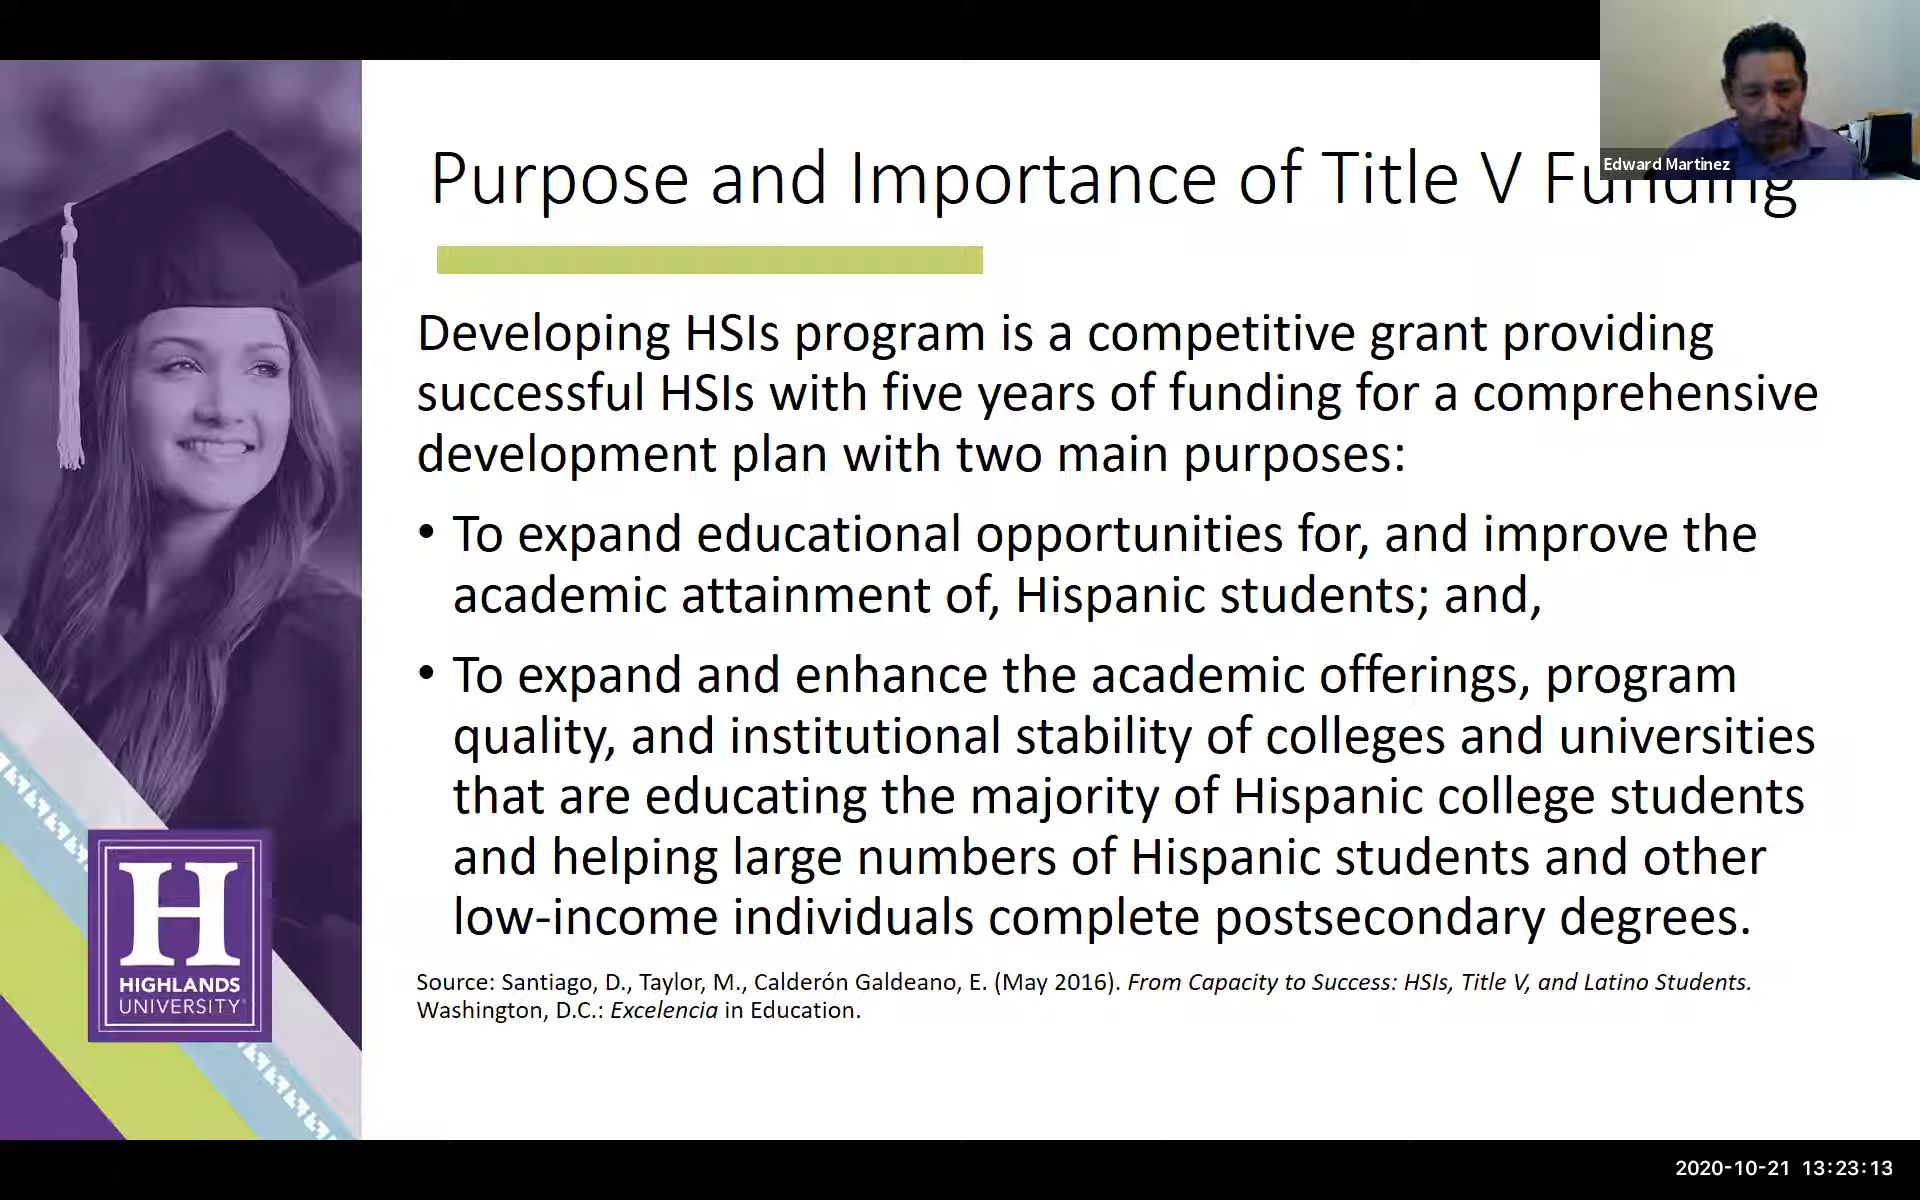 Edward Martinez
Purpose and Importance of Title V Funding
Developing HSIs program is a competitive grant providing
successful HSIs with five years of funding for a comprehensive
development plan with two main purposes:
• To expand educational opportunities for, and improve the
academic attainment of, Hispanic students; and,
• To expand and enhance the academic offerings, program
quality, and institutional stability of colleges and universities
that are educating the majority of Hispanic college students
and helping large numbers of Hispanic students and other
low-income individuals complete postsecondary degrees.
Source: Santiago, D., Taylor, M., Calderón Galdeano, E. (May 2016). From Capacity to Success: HSIs, Title V, and Latino Students.
Washington, D.C.: Excelencia in Education.
H
HIGHLANDS
UNIVERSITY
2020-10-21 13:23:13